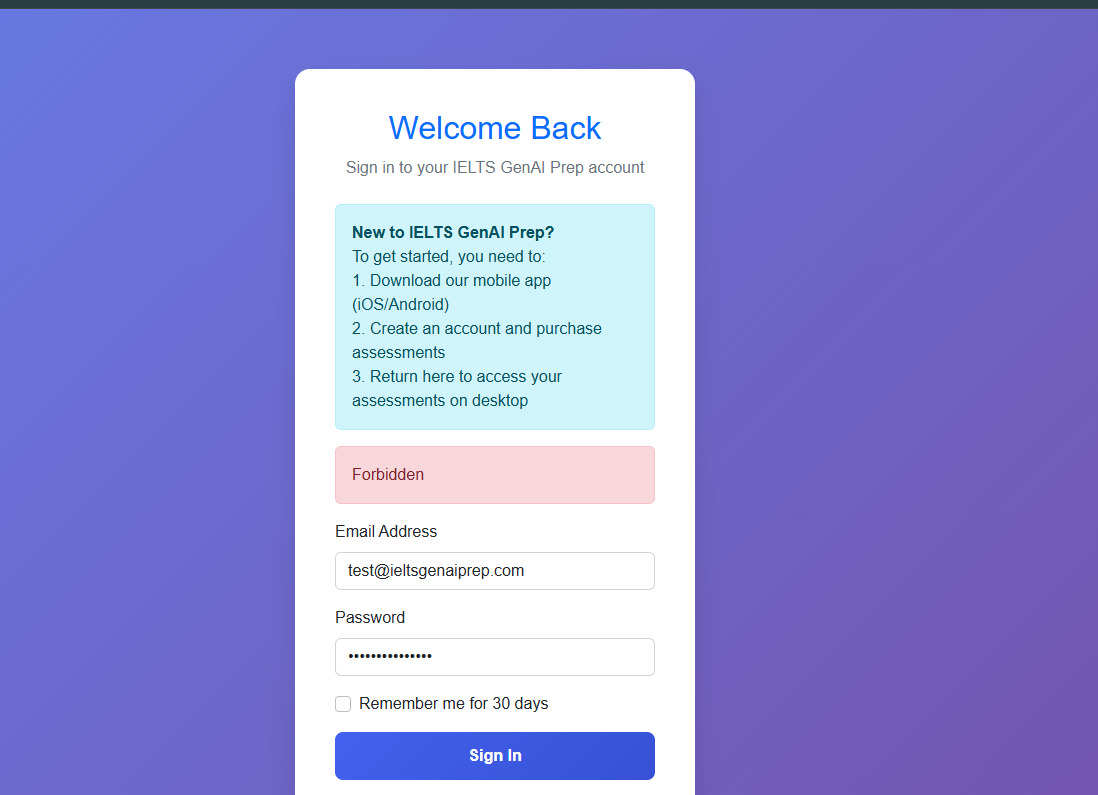 Welcome Back
Sign in to your IELTS GenAI Prep account
New to IELTS GenAI Prep?
To get started, you need to:
1. Download our mobile app
(iOS/Android)
2. Create an account and purchase
assessments
3. Return here to access your
assessments on desktop
Forbidden
Email Address
test@ieltsgenaiprep.com
Password
•••••••••••••••
Remember me for 30 days
Sign In